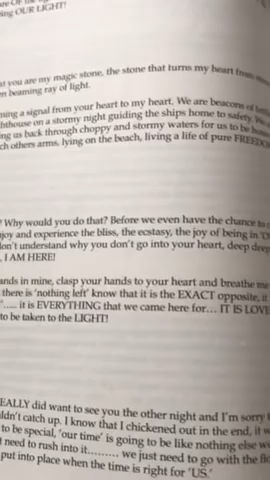 OUR LIGHT!
you are my magic stone, the stone that turns my heart from
beaming ray of light.
a signal from your heart to my heart. We are beacons of
on a stormy night guiding the ships home to safety.
us back through choppy and stormy waters for us to be
others arms, lying on the beach, living a life of pure FREEDO
Why would you do that? Before we even have the chance to
joy and experience the bliss, the ecstasy, the joy of being in
don't understand why you don't go into your heart, deep deep
I AM HERE!
ands in mine, clasp your hands to your heart and breathe me
there is 'nothing left' know that it is the EXACT opposite, it
..... it is EVERYTHING that we came here for... IT IS LOVE
to be taken to the LIGHT!
EALLY did want to see you the other night and I'm sorry
ldn't catch up. I know that I chickened out in the end, it
to be special, 'our time' is going to be like nothing else we
need to rush into it......... we just need to go with the
put into place when the time is right for 'US.'